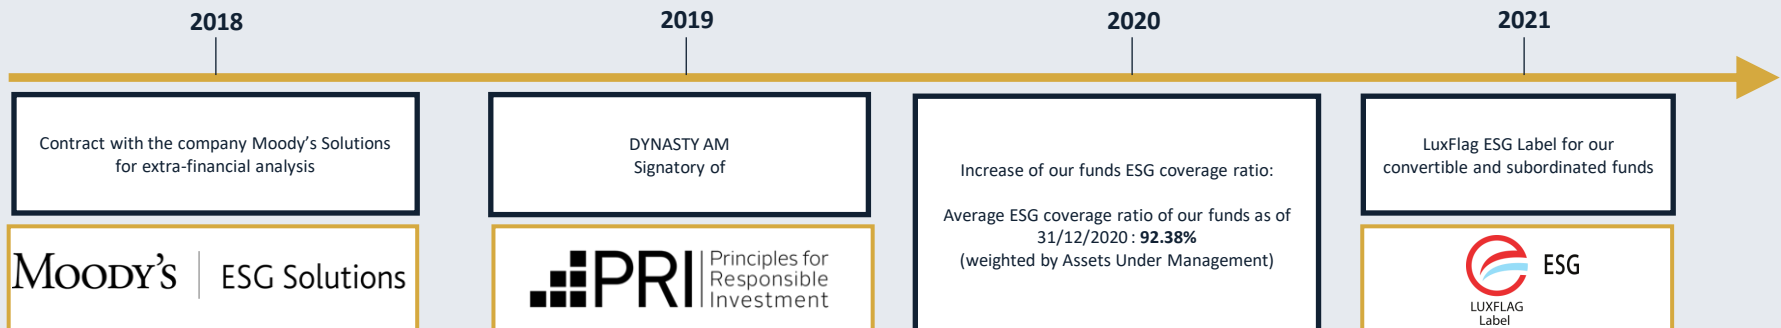 2018
2019
2020
2021
Contract with the company Moody's Solutions
for extra-financial analysis
MOODY'S
ESG Solutions
DYNASTY AM
Signatory of
PRI
Principles for
Responsible
Investment
Increase of our funds ESG coverage ratio:
Average ESG coverage ratio of our funds as of
31/12/2020 : 92.38%
(weighted by Assets Under Management)
LuxFlag ESG Label for our
convertible and subordinated funds
ESG
LUXFLAG
Label